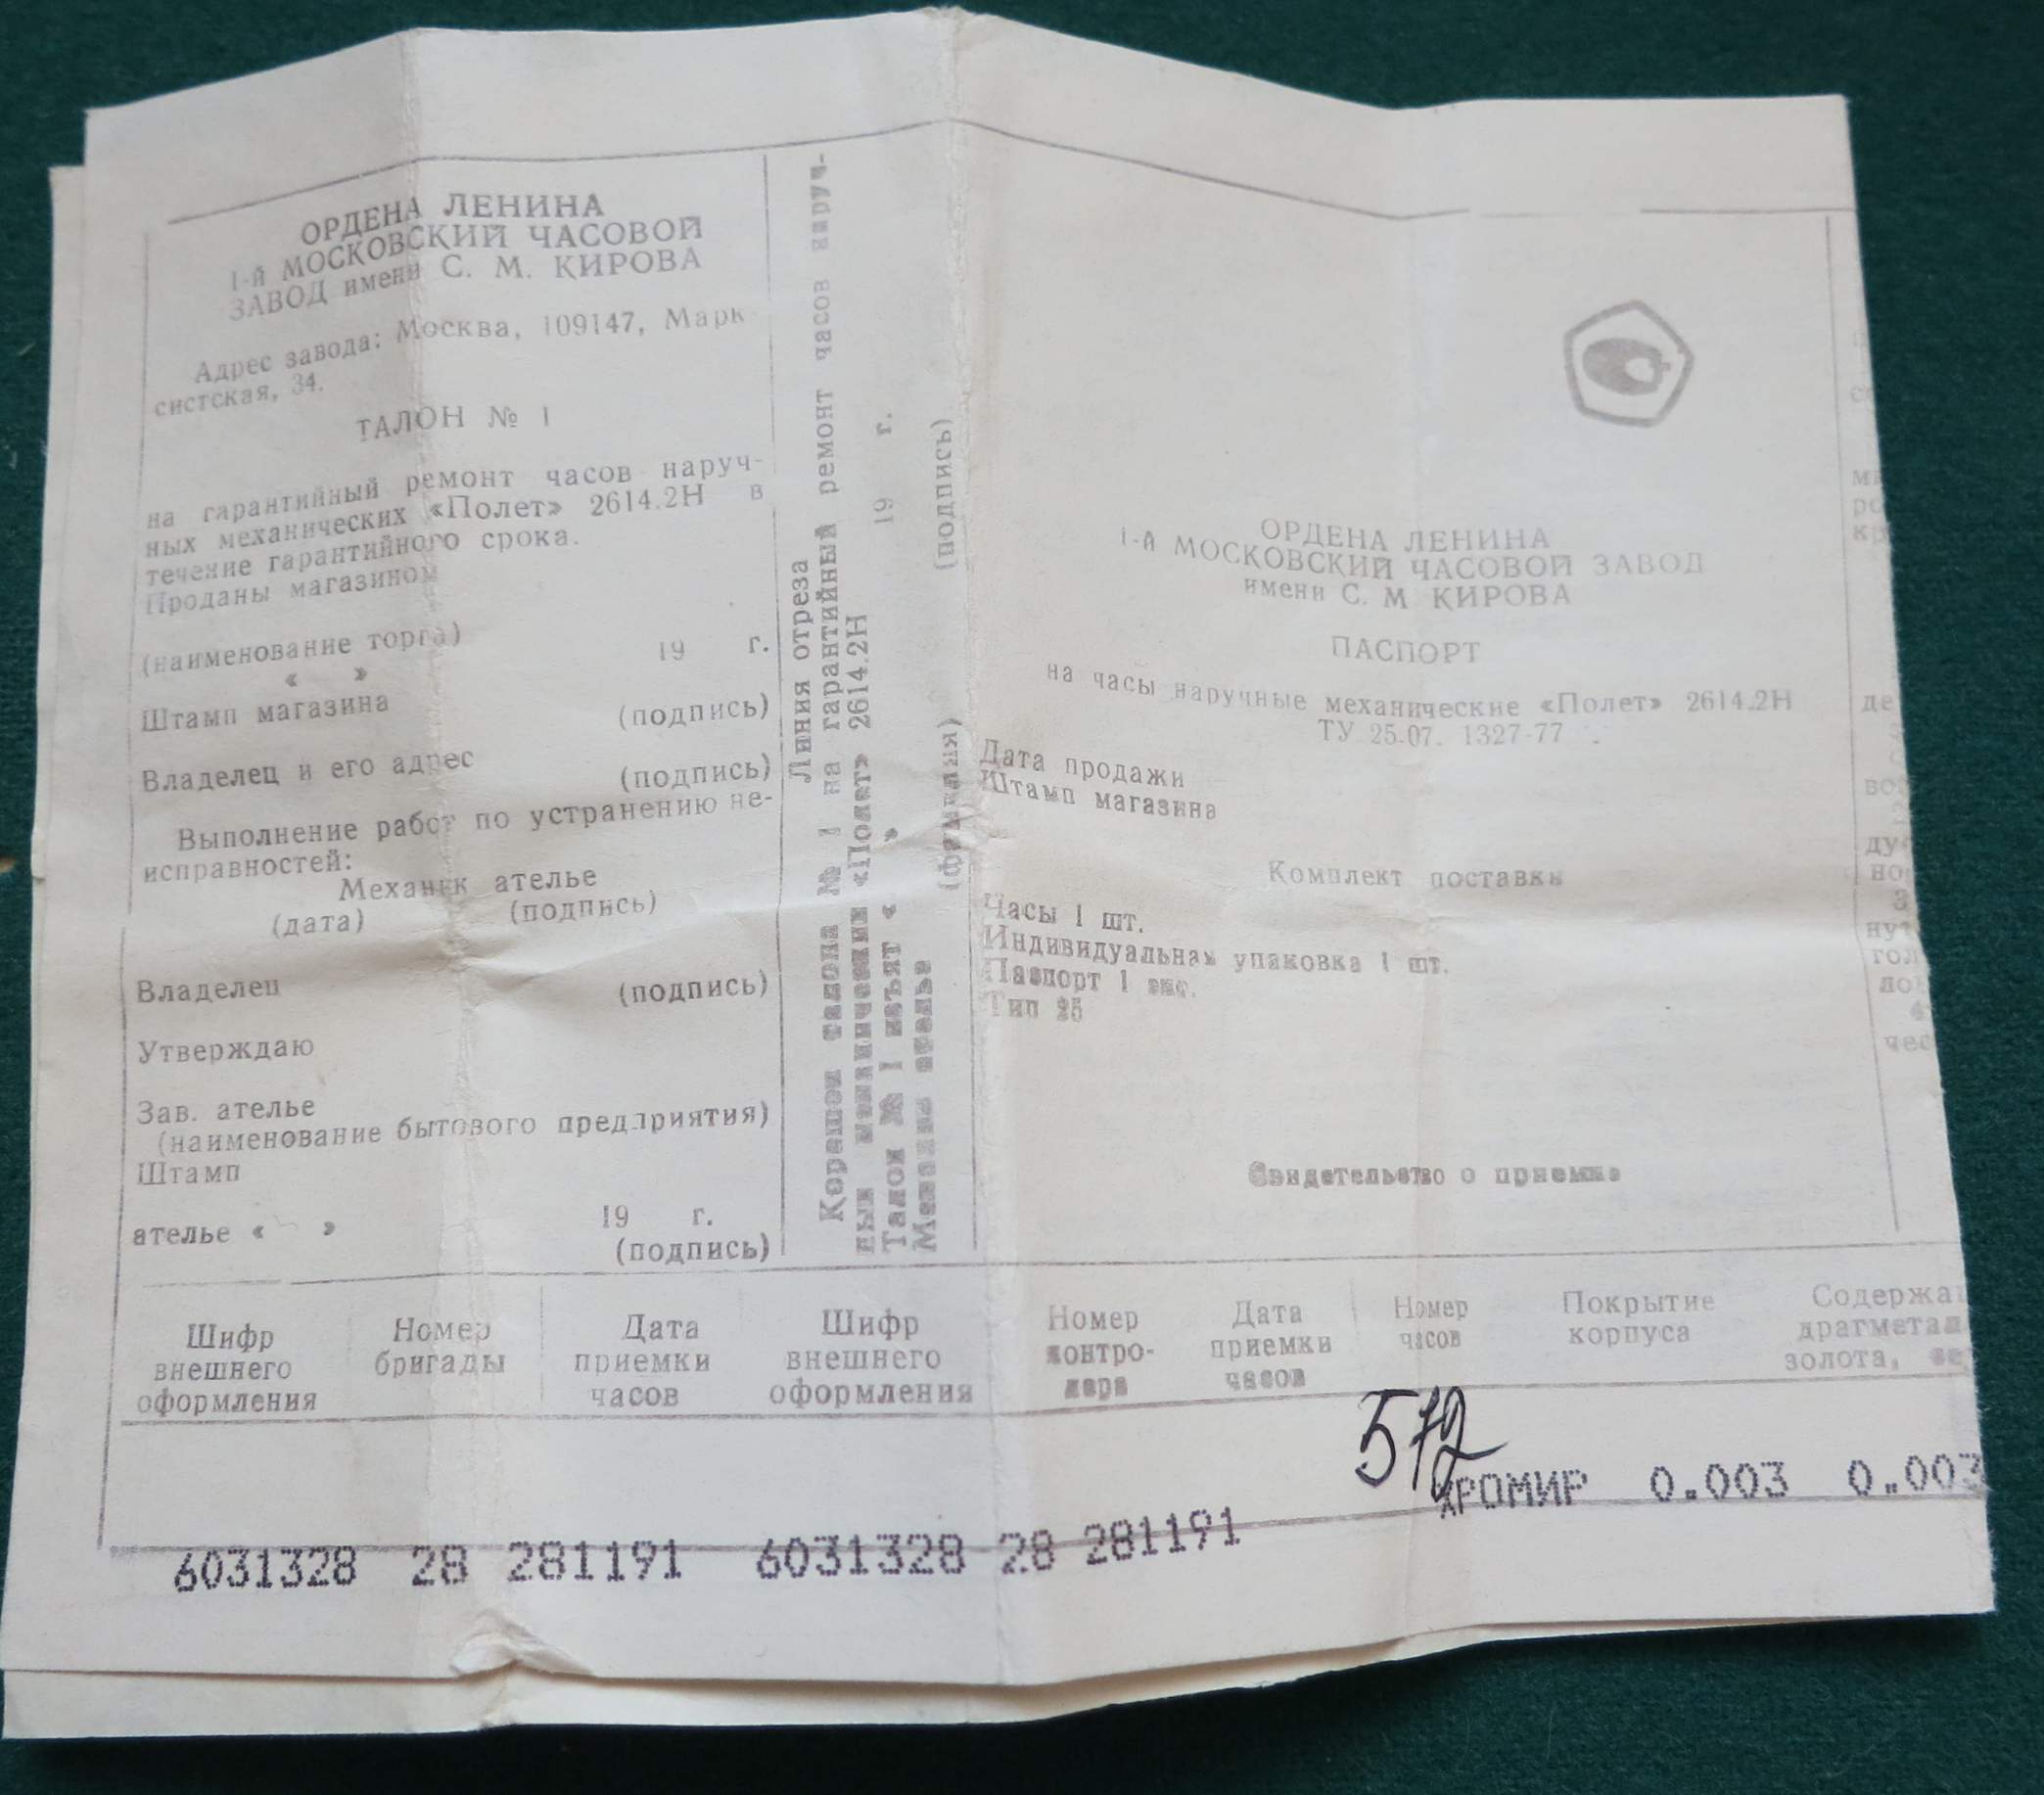 ОРДЕНА ЛЕНИНА
1-й МОСКОВСКИЙ ЧАСОВОЙ
ЗАВОД имени С. М. КИРОВА
Адрес завода: Москва, 109147, Марк-
систская, 34.
ТАЛОН № 1
на гарантийный ремонт часов наруч-
ных механических «Полет» 2614.2Н в
течение гарантийного срока.
Проданы магазином
(наименование торга)
« » 19 г.
Штамп магазина (подпись)
Владелец и его адрес (подпись)
Выполнение работ по устранению не-
исправностей:
Механик ателье
(дата) (подпись)
Владелец (подпись)
Утверждаю
Зав. ателье
(наименование бытового предприятия)
Штамп
ателье « » 19 г.
(подпись)
Линия отреза
Корешок талона № 1 на гарантийный ремонт часов наруч-
ных механических «Полет» 2614.2Н
Талон № 1 изъят « » 19 г.
Механик ателье
(фамилия) (подпись)
ОРДЕНА ЛЕНИНА
1-й МОСКОВСКИЙ ЧАСОВОЙ ЗАВОД
имени С. М КИРОВА
ПАСПОРТ
на часы наручные механические «Полет» 2614.2Н
ТУ 25-07. 1327-77
Дата продажи
Штамп магазина
Комплект поставки
Часы 1 шт.
Индивидуальная упаковка 1 шт.
Паспорт 1 экс.
Тип 25
Свидетельство о приемке
Шифр внешнего оформления
Номер бригады
Дата приемки часов
Шифр внешнего оформления
Номер контро-лера
Дата приемки часов
Номер часов
Покрытие корпуса
Содержа
драгметал
золота,
572
ХРОМИР 0.003 0.003
6031328 28 281191 6031328 28 281191